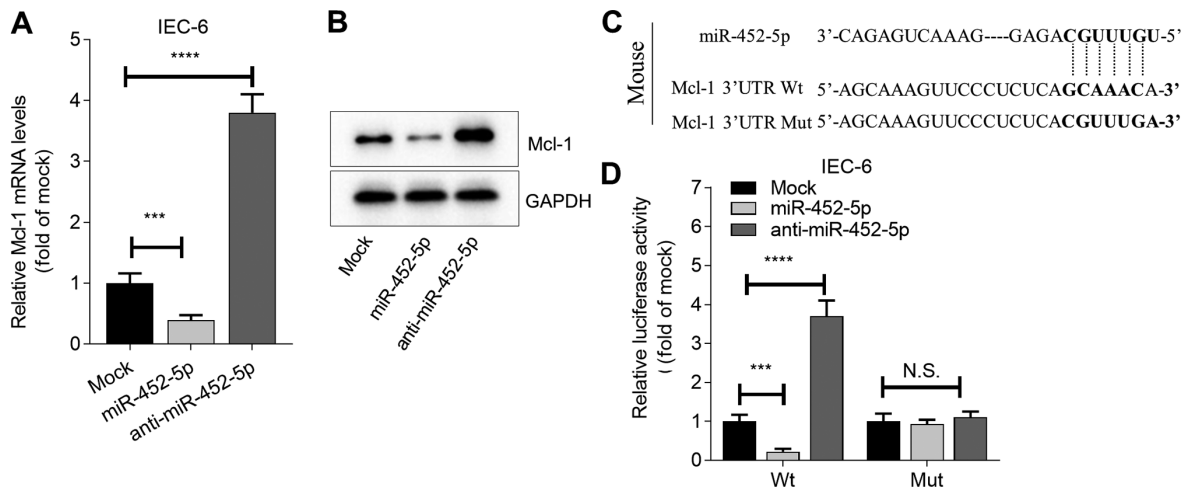 A
IEC-6
Relative Mcl-1 mRNA levels
(fold of mock)
5
4
3
2
1
0
****
***
Mock
miR-452-5p
anti-miR-452-5p
B
Mcl-1
GAPDH
Mock
miR-452-5p
anti-miR-452-5p
C
Mouse
miR-452-5p 3’-CAGAGUCAAAG----GAGACGUUUGU-5’
Mcl-1 3’UTR Wt 5’-AGCAAAGUUCCCUCUCAGCAAACA-3’
Mcl-1 3’UTR Mut 5’-AGCAAAGUUCCCUCUCACGUUUGA-3’
D
IEC-6
Mock
miR-452-5p
anti-miR-452-5p
Relative luciferase activity
( (fold of mock)
7
6
5
4
3
2
1
0
****
***
N.S.
Wt
Mut